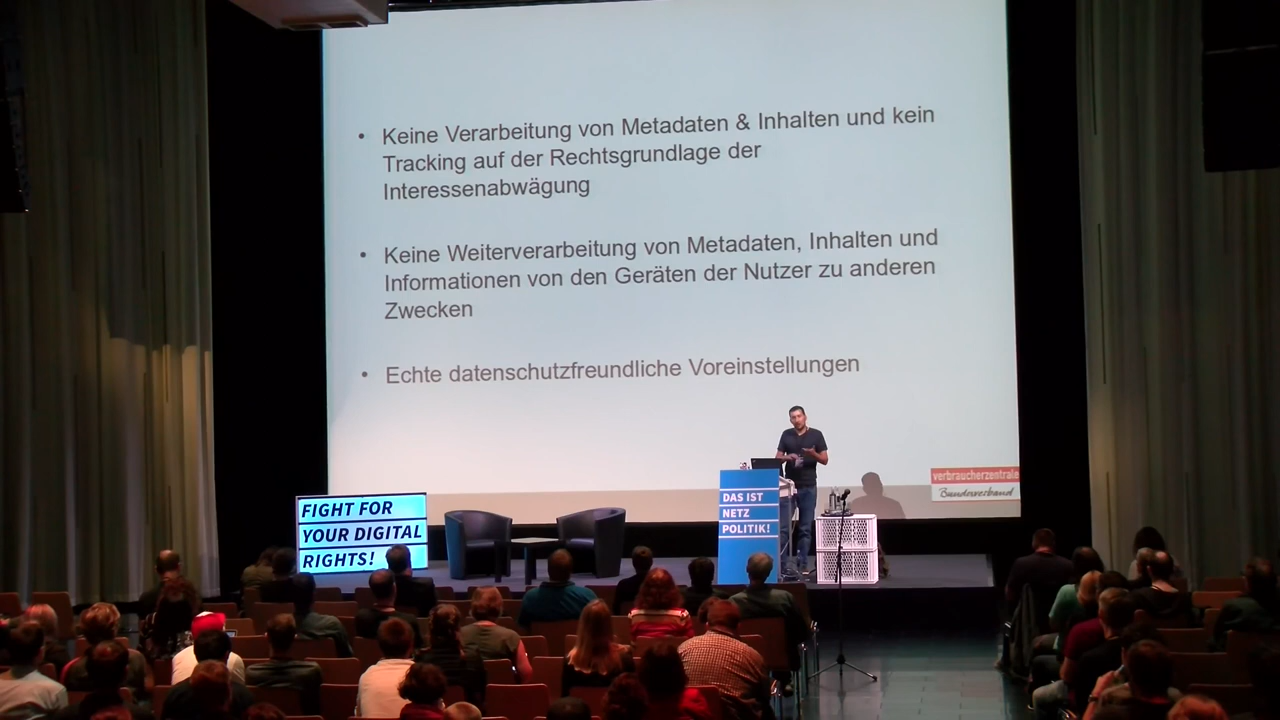 • Keine Verarbeitung von Metadaten & Inhalten und kein
Tracking auf der Rechtsgrundlage der
Interessenabwägung
• Keine Weiterverarbeitung von Metadaten, Inhalten und
Informationen von den Geräten der Nutzer zu anderen
Zwecken
• Echte datenschutzfreundliche Voreinstellungen
verbraucherzentrale
Bundesverband
DAS IST
NETZ
POLITIK!
FIGHT FOR
YOUR DIGITAL
RIGHTS!